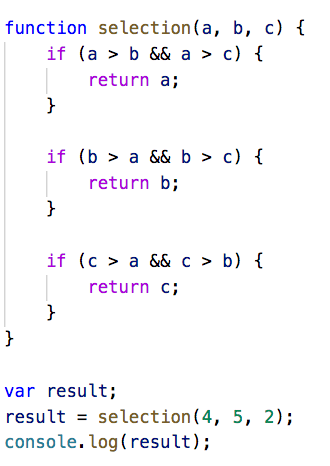 function selection(a, b, c) {
    if (a > b && a > c) {
        return a;
    }

    if (b > a && b > c) {
        return b;
    }

    if (c > a && c > b) {
        return c;
    }
}

var result;
result = selection(4, 5, 2);
console.log(result);